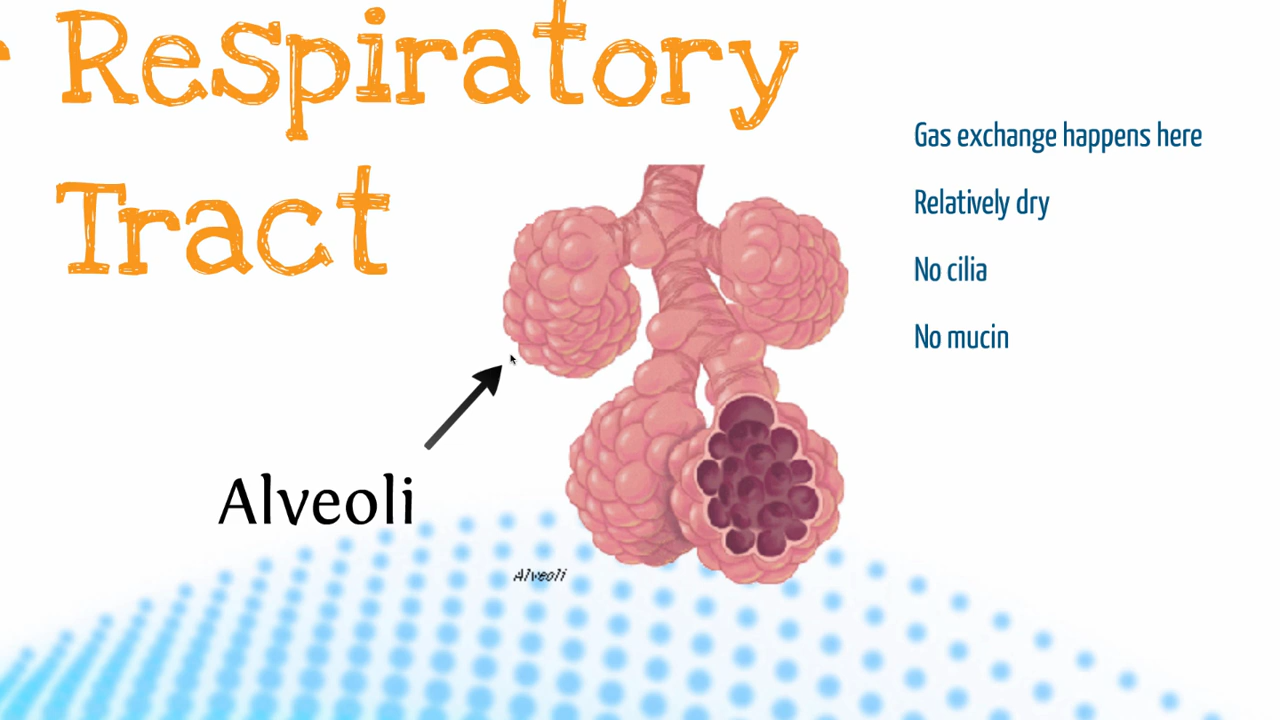 Respiratory
Tract
Gas exchange happens here
Relatively dry
No cilia
No mucin
Alveoli
Alveoli